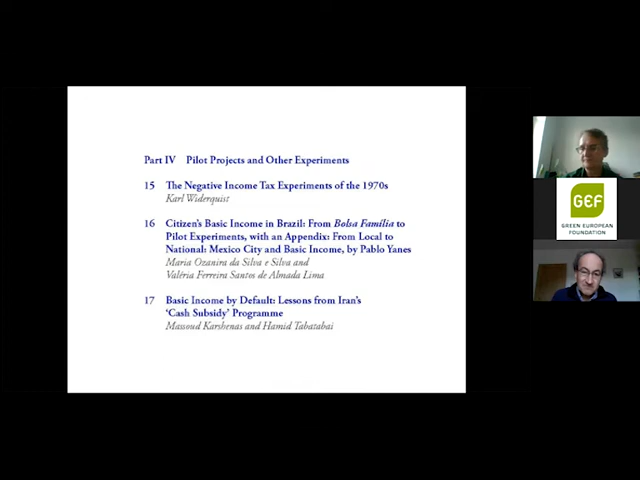 Part IV Pilot Projects and Other Experiments
15 The Negative Income Tax Experiments of the 1970s
Karl Widerquist
16 Citizen's Basic Income in Brazil: From Bolsa Família to
Pilot Experiments, with an Appendix: From Local to
National: Mexico City and Basic Income, by Pablo Yanes
Maria Ozanira da Silva e Silva and
Valéria Ferreira Santos de Almada Lima
17 Basic Income by Default: Lessons from Iran's
'Cash Subsidy' Programme
Massoud Karshenas and Hamid Tabatabai
GEF
GREEN EUROPEAN
FOUNDATION